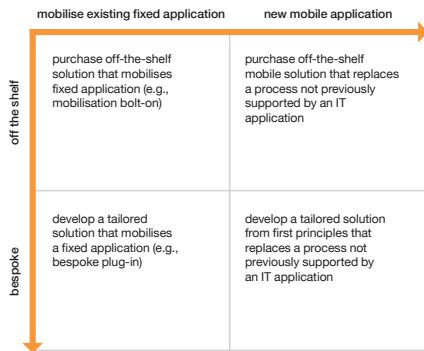 mobilise existing fixed application
new mobile application
off the shelf
purchase off-the-shelf
solution that mobilises
fixed application (e.g.,
mobilisation bolt-on)
purchase off-the-shelf
mobile solution that replaces
a process not previously
supported by an IT
application
bespoke
develop a tailored
solution that mobilises
a fixed application (e.g.,
bespoke plug-in)
develop a tailored solution
from first principles that
replaces a process not
previously supported by
an IT application